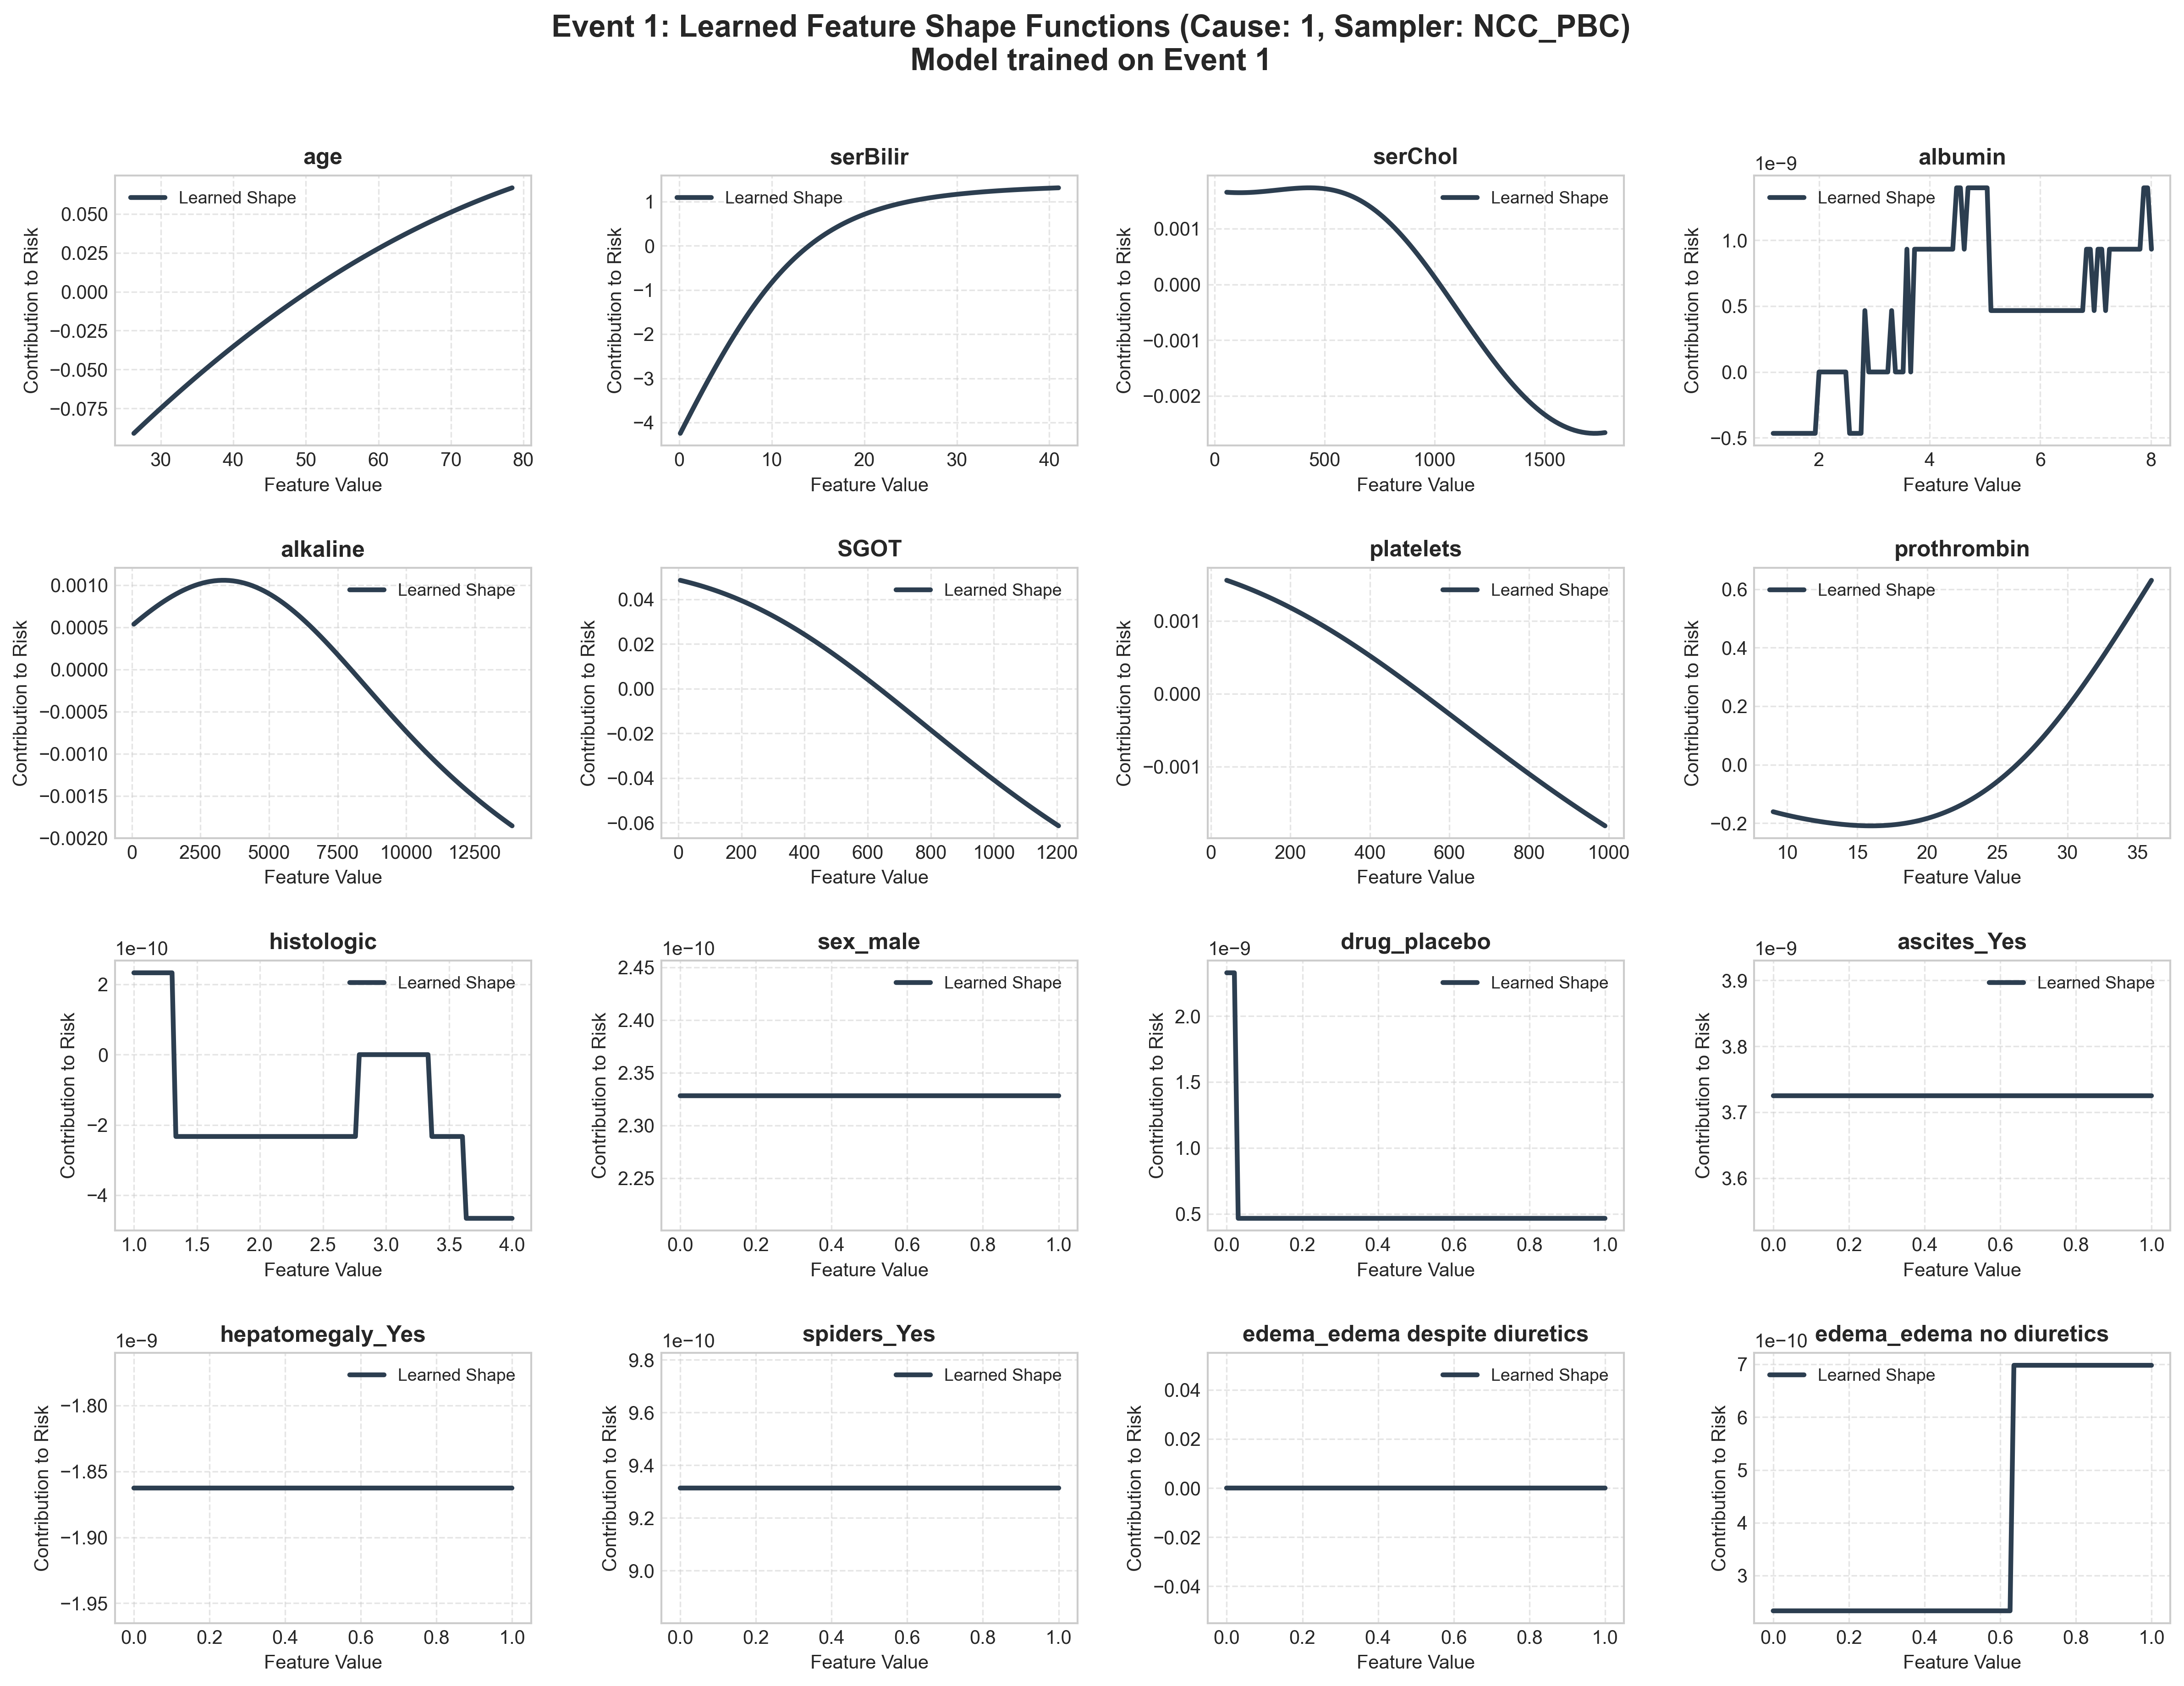 Event 1: Learned Feature Shape Functions (Cause: 1, Sampler: NCC_PBC)
Model trained on Event 1
age
Learned Shape
0.050
0.025
0.000
−0.025
−0.050
−0.075
Contribution to Risk
30 40 50 60 70 80
Feature Value
serBilir
Learned Shape
1
0
−1
−2
−3
−4
Contribution to Risk
0 10 20 30 40
Feature Value
serChol
Learned Shape
0.001
0.000
−0.001
−0.002
Contribution to Risk
0 500 1000 1500
Feature Value
1e−9
albumin
Learned Shape
1.0
0.5
0.0
−0.5
Contribution to Risk
2 4 6 8
Feature Value
alkaline
Learned Shape
0.0010
0.0005
0.0000
−0.0005
−0.0010
−0.0015
−0.0020
Contribution to Risk
0 2500 5000 7500 10000 12500
Feature Value
SGOT
Learned Shape
0.04
0.02
0.00
−0.02
−0.04
−0.06
Contribution to Risk
0 200 400 600 800 1000 1200
Feature Value
platelets
Learned Shape
0.001
0.000
−0.001
Contribution to Risk
0 200 400 600 800 1000
Feature Value
prothrombin
Learned Shape
0.6
0.4
0.2
0.0
−0.2
Contribution to Risk
10 15 20 25 30 35
Feature Value
1e−10
histologic
Learned Shape
2
0
−2
−4
Contribution to Risk
1.0 1.5 2.0 2.5 3.0 3.5 4.0
Feature Value
1e−10
sex_male
Learned Shape
2.45
2.40
2.35
2.30
2.25
Contribution to Risk
0.0 0.2 0.4 0.6 0.8 1.0
Feature Value
1e−9
drug_placebo
Learned Shape
2.0
1.5
1.0
0.5
Contribution to Risk
0.0 0.2 0.4 0.6 0.8 1.0
Feature Value
1e−9
ascites_Yes
Learned Shape
3.9
3.8
3.7
3.6
Contribution to Risk
0.0 0.2 0.4 0.6 0.8 1.0
Feature Value
1e−9
hepatomegaly_Yes
Learned Shape
−1.80
−1.85
−1.90
−1.95
Contribution to Risk
0.0 0.2 0.4 0.6 0.8 1.0
Feature Value
1e−10
spiders_Yes
Learned Shape
9.8
9.6
9.4
9.2
9.0
Contribution to Risk
0.0 0.2 0.4 0.6 0.8 1.0
Feature Value
edema_edema despite diuretics
Learned Shape
0.04
0.02
0.00
−0.02
−0.04
Contribution to Risk
0.0 0.2 0.4 0.6 0.8 1.0
Feature Value
1e−10
edema_edema no diuretics
Learned Shape
7
6
5
4
3
Contribution to Risk
0.0 0.2 0.4 0.6 0.8 1.0
Feature Value